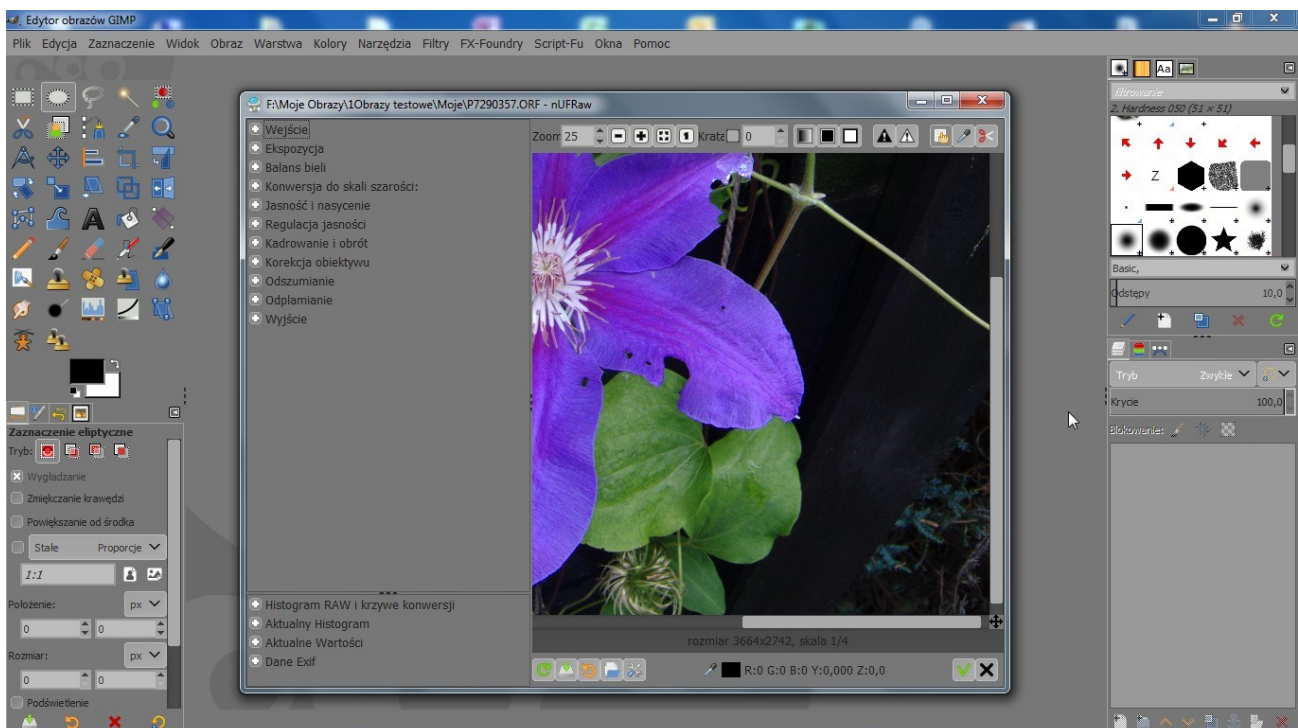 Edytor obrazów GIMP
Plik Edycja Zaznaczenie Widok Obraz Warstwa Kolory Narzędzia Filtry FX-Foundry Script-Fu Okna Pomoc
F:\Moje Obrazy\1Obrazy testowe\Moje\P7290357.ORF - nUFRaw
Wejście
Ekspozycja
Balans bieli
Konwersja do skali szarości:
Jasność i nasycenie
Regulacja jasności
Kadrowanie i obrót
Korekcja obiektywu
Odszumianie
Odplamianie
Wyjście
Histogram RAW i krzywe konwersji
Aktualny Histogram
Aktualne Wartości
Dane Exif
Zoom 25 Kratz 0
rozmiar 3664x2742, skala 1/4
R:0 G:0 B:0 Y:0,000 Z:0,0
Zaznaczenie eliptyczne
Tryb:
Wygładzanie
Zmiękczanie krawędzi
Powiększanie od środka
Stałe Proporcje
1:1
Położenie: px
0 0
Rozmiar: px
0 0
Podświetlenie
Aa
filtrowanie
2. Hardness 050 (51 × 51)
Z
Basic,
Odstępy 10,0
Tryb Zwykłe
Krycie 100,0
Blokowanie: